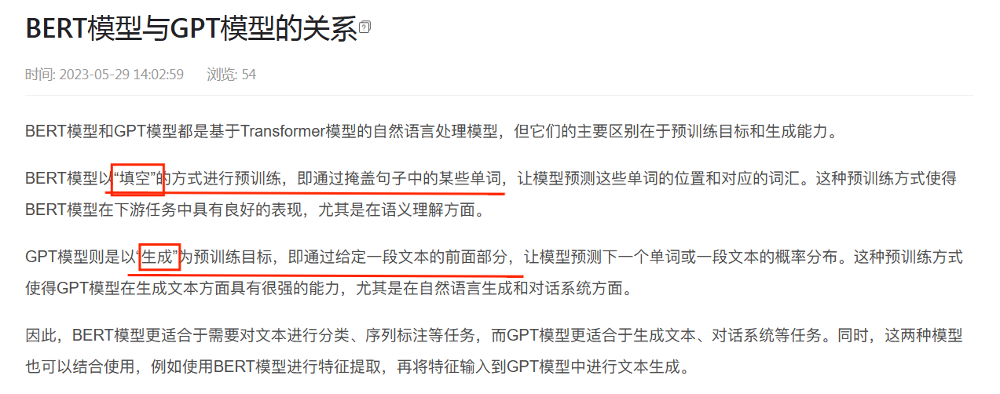 BERT模型与GPT模型的关系
时间: 2023-05-29 14:02:59 浏览: 54
BERT模型和GPT模型都是基于Transformer模型的自然语言处理模型，但它们的主要区别在于预训练目标和生成能力。
BERT模型以“填空”的方式进行预训练，即通过掩盖句子中的某些单词，让模型预测这些单词的位置和对应的词汇。这种预训练方式使得
BERT模型在下游任务中具有良好的表现，尤其是在语义理解方面。
GPT模型则是以“生成”为预训练目标，即通过给定一段文本的前面部分，让模型预测下一个单词或一段文本的概率分布。这种预训练方式
使得GPT模型在生成文本方面具有很强的能力，尤其是在自然语言生成和对话系统方面。
因此，BERT模型更适合于需要对文本进行分类、序列标注等任务，而GPT模型更适合于生成文本、对话系统等任务。同时，这两种模型
也可以结合使用，例如使用BERT模型进行特征提取，再将特征输入到GPT模型中进行文本生成。